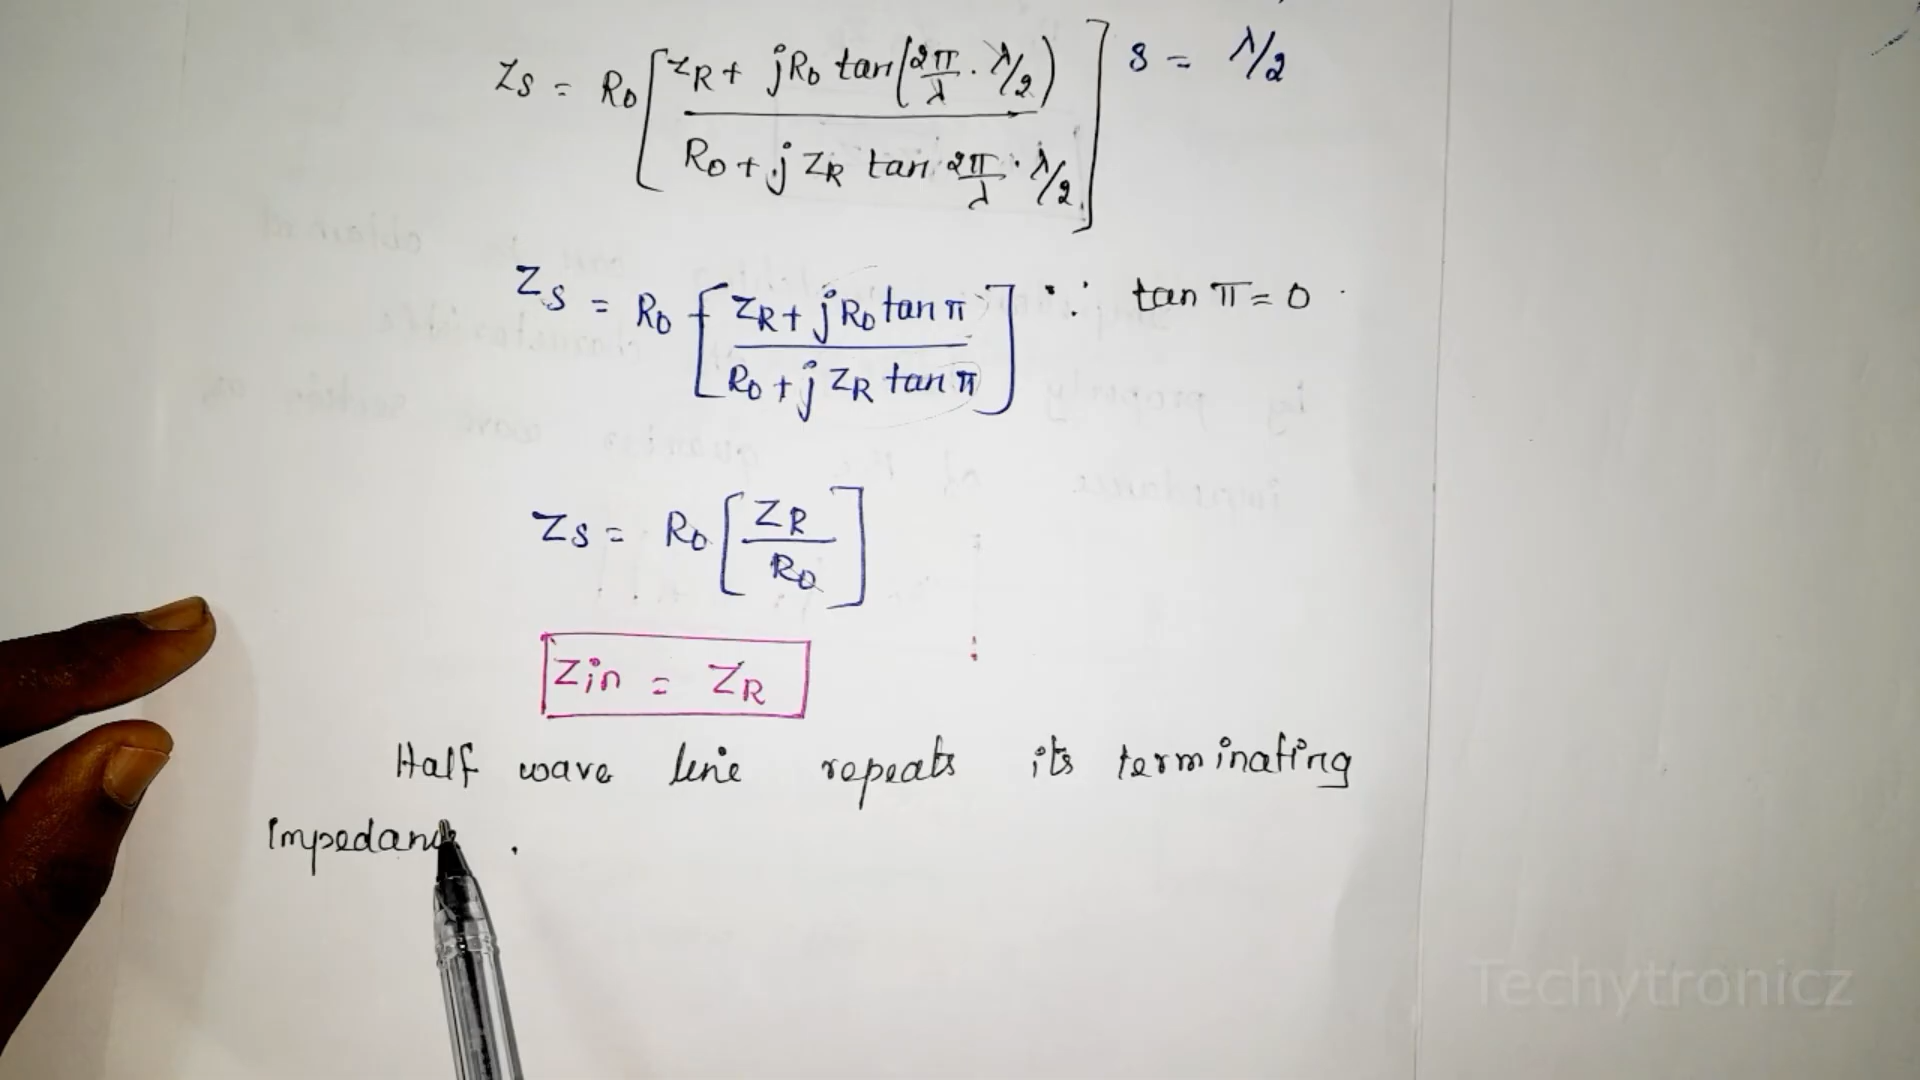 Zs = R0 [ZR + jR0 tan(2π/λ . λ/2) / R0 + j ZR tan 2π/λ . λ/2] s = λ/2
Zs = R0 [ZR + jR0 tan π / R0 + j ZR tan π] ∵ tan π = 0
Zs = R0 [ZR / R0]
Zin = ZR
Half wave line repeats its terminating
Impedance .
Techytronicz